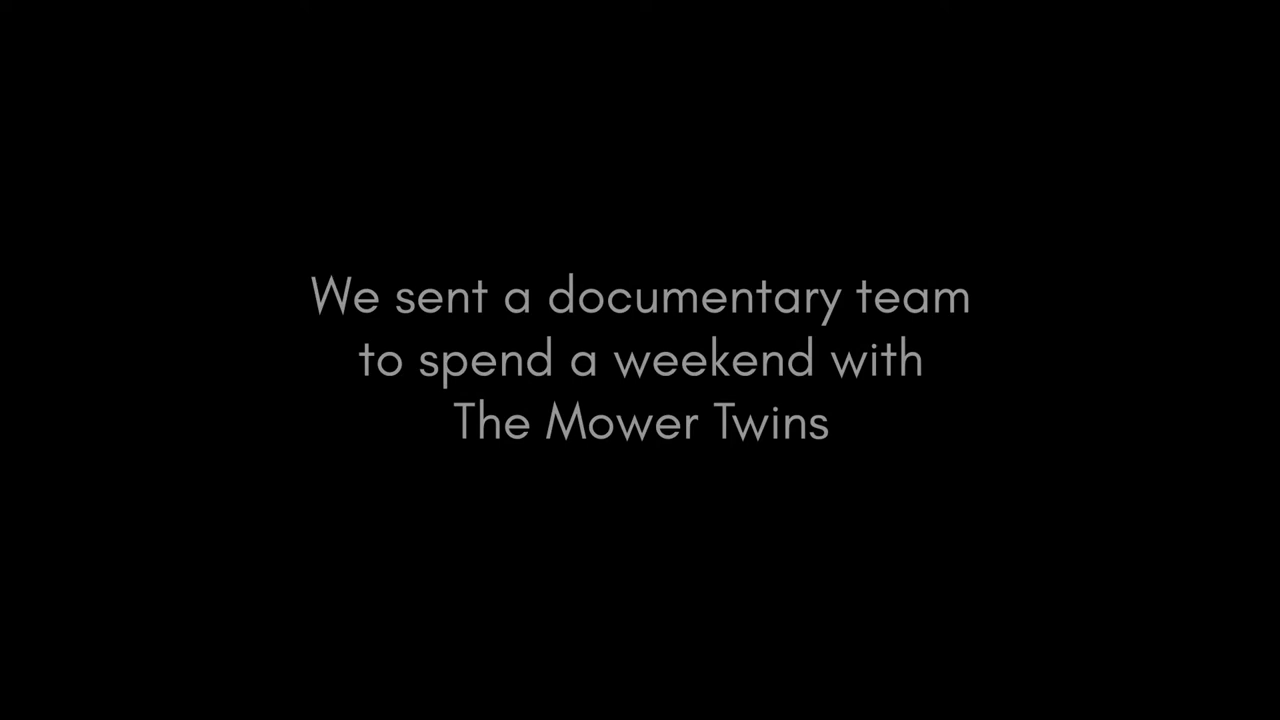 We sent a documentary team
to spend a weekend with
The Mower Twins